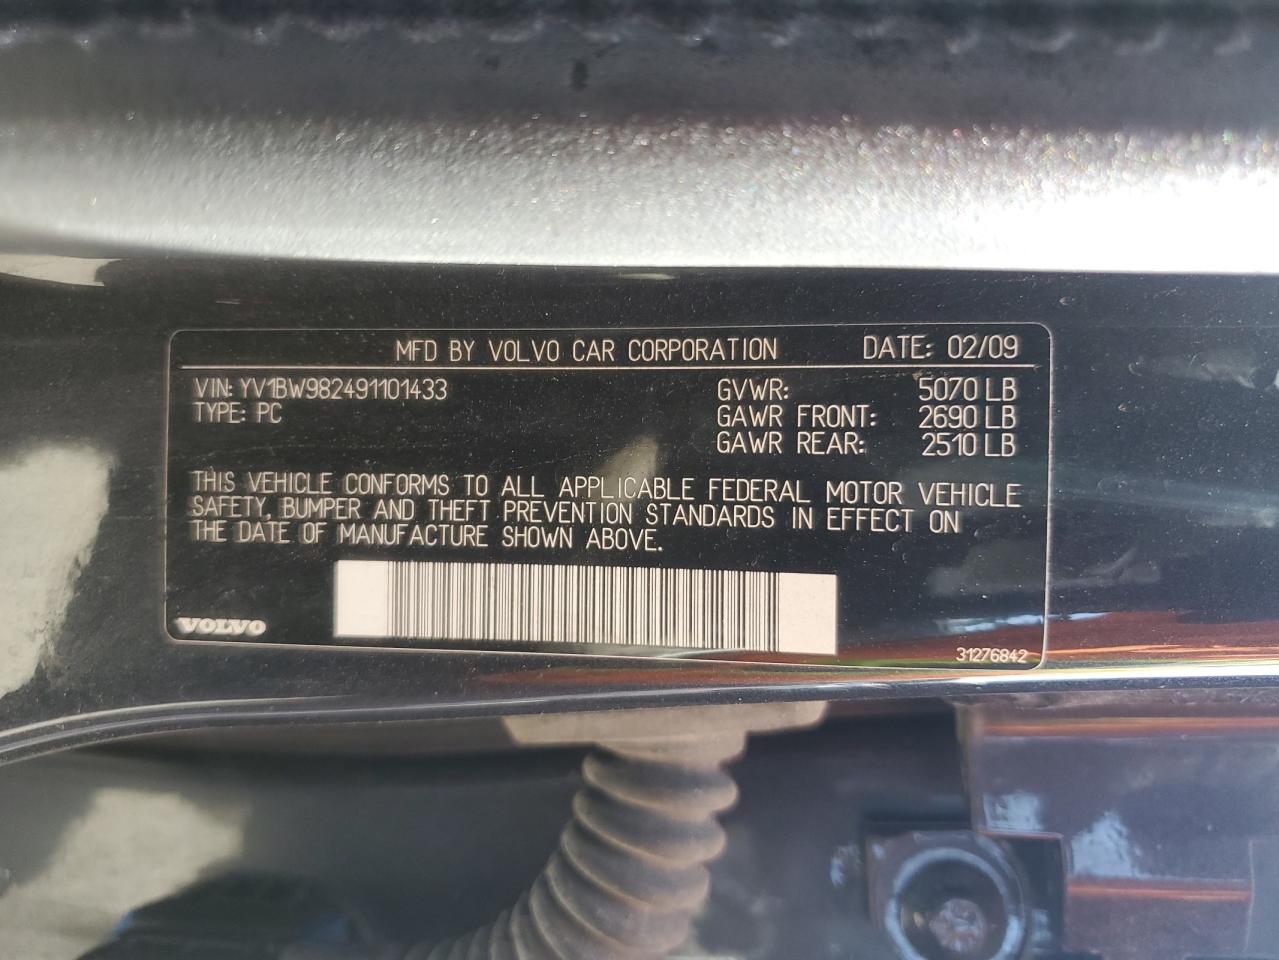 MFD BY VOLVO CAR CORPORATION DATE: 02/09
VIN: YV1BW982491101433 GVWR: 5070 LB
TYPE: PC GAWR FRONT: 2690 LB
GAWR REAR: 2510 LB
THIS VEHICLE CONFORMS TO ALL APPLICABLE FEDERAL MOTOR VEHICLE
SAFETY, BUMPER AND THEFT PREVENTION STANDARDS IN EFFECT ON
THE DATE OF MANUFACTURE SHOWN ABOVE.
VOLVO
31276842